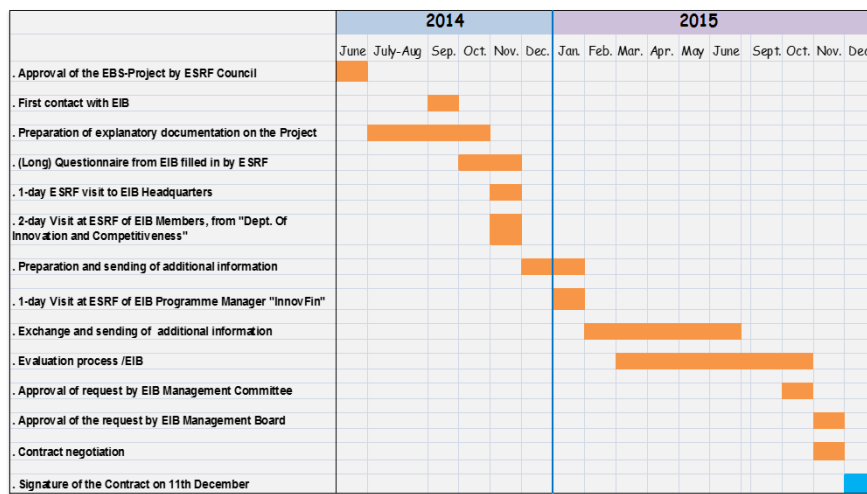 2014 2015
June July-Aug Sep. Oct. Nov. Dec. Jan. Feb. Mar. Apr. May June Sept. Oct. Nov. Dec
. Approval of the EBS-Project by ESRF Council
. First contact with EIB
. Preparation of explanatory documentation on the Project
. (Long) Questionnaire from EIB filled in by ESRF
. 1-day ESRF visit to EIB Headquarters
. 2-day Visit at ESRF of EIB Members, from "Dept. Of
Innovation and Competitiveness"
. Preparation and sending of additional information
. 1-day Visit at ESRF of EIB Programme Manager "InnovFin"
. Exchange and sending of additional information
. Evaluation process /EIB
. Approval of request by EIB Management Committee
. Approval of the request by EIB Management Board
. Contract negotiation
. Signature of the Contract on 11th December